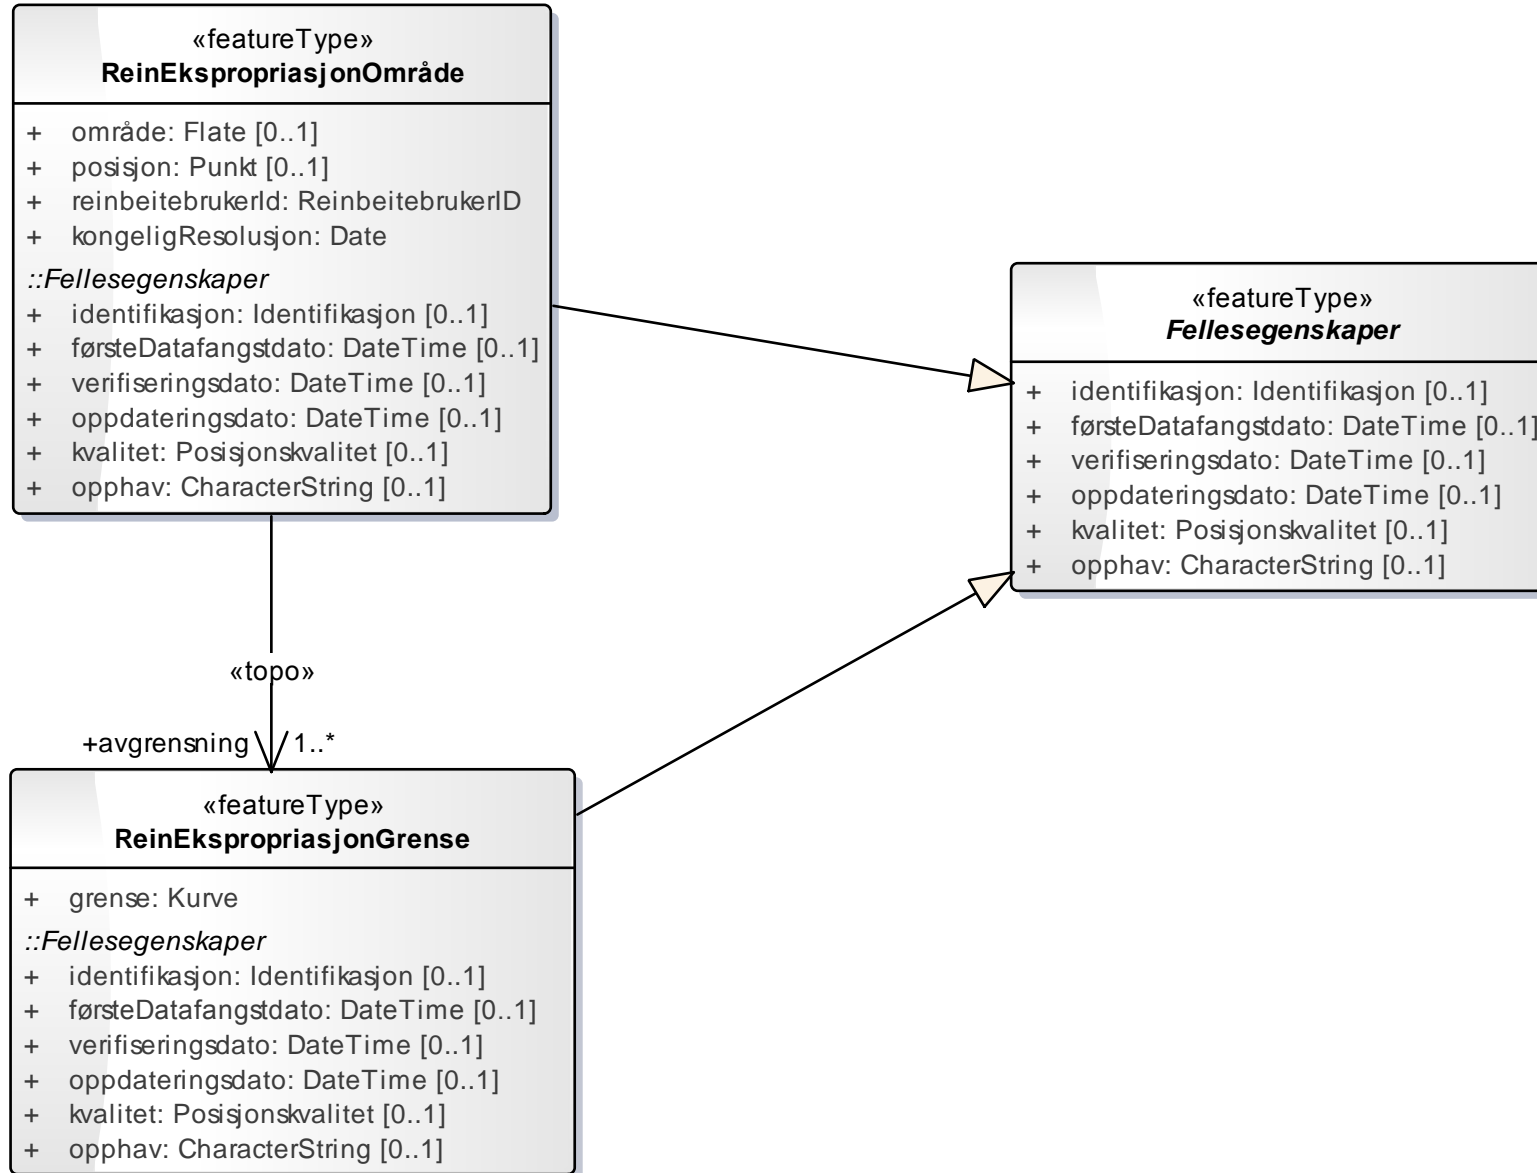 «featureType»
ReinEkspropriasjonOmråde
+ område: Flate [0..1]
+ posisjon: Punkt [0..1]
+ reinbeitebrukerId: ReinbeitebrukerID
+ kongeligResolusjon: Date
::Fellesegenskaper
+ identifikasjon: Identifikasjon [0..1]
+ førsteDatafangstdato: DateTime [0..1]
+ verifiseringsdato: DateTime [0..1]
+ oppdateringsdato: DateTime [0..1]
+ kvalitet: Posisjonskvalitet [0..1]
+ opphav: CharacterString [0..1]
«featureType»
Fellesegenskaper
+ identifikasjon: Identifikasjon [0..1]
+ førsteDatafangstdato: DateTime [0..1]
+ verifiseringsdato: DateTime [0..1]
+ oppdateringsdato: DateTime [0..1]
+ kvalitet: Posisjonskvalitet [0..1]
+ opphav: CharacterString [0..1]
«topo»
+avgrensning 1..*
«featureType»
ReinEkspropriasjonGrense
+ grense: Kurve
::Fellesegenskaper
+ identifikasjon: Identifikasjon [0..1]
+ førsteDatafangstdato: DateTime [0..1]
+ verifiseringsdato: DateTime [0..1]
+ oppdateringsdato: DateTime [0..1]
+ kvalitet: Posisjonskvalitet [0..1]
+ opphav: CharacterString [0..1]